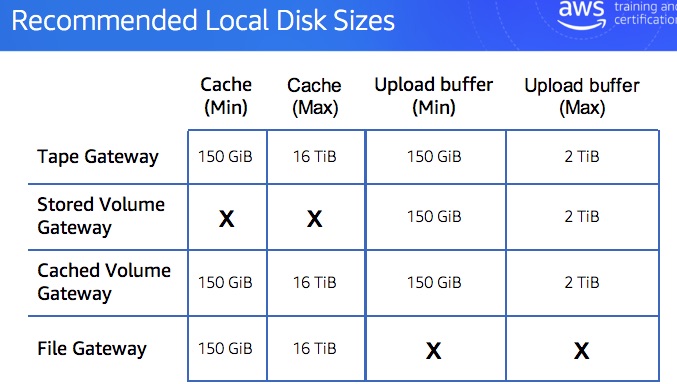 Recommended Local Disk Sizes
aws training and
certification
Cache Cache Upload buffer Upload buffer
(Min) (Max) (Min) (Max)
Tape Gateway 150 GiB 16 TiB 150 GiB 2 TiB
Stored Volume
Gateway X X 150 GiB 2 TiB
Cached Volume
Gateway 150 GiB 16 TiB 150 GiB 2 TiB
File Gateway 150 GiB 16 TiB X X